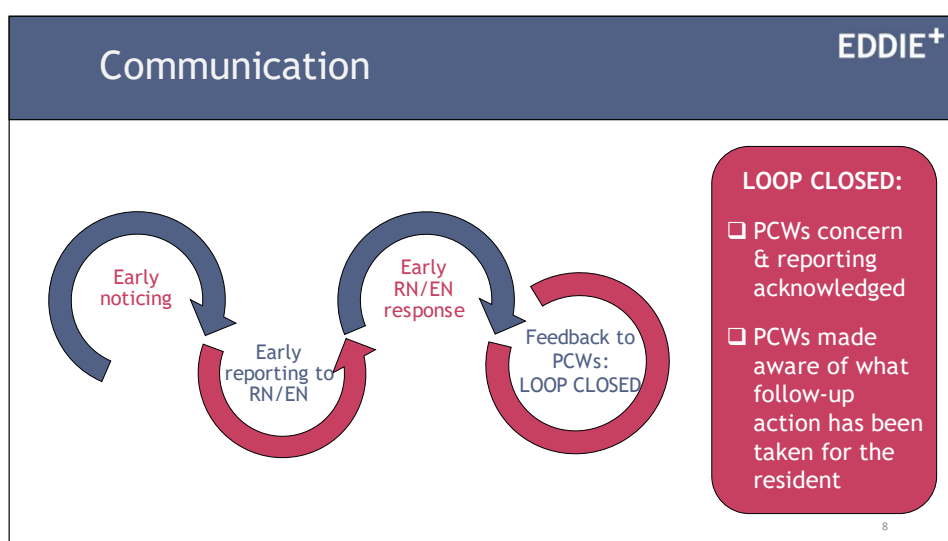 Communication
EDDIE+
Early
noticing
Early
reporting to
RN/EN
Early
RN/EN
response
Feedback to
PCWs:
LOOP CLOSED
LOOP CLOSED:
❑ PCWs concern
& reporting
acknowledged
❑ PCWs made
aware of what
follow-up
action has been
taken for the
resident
8